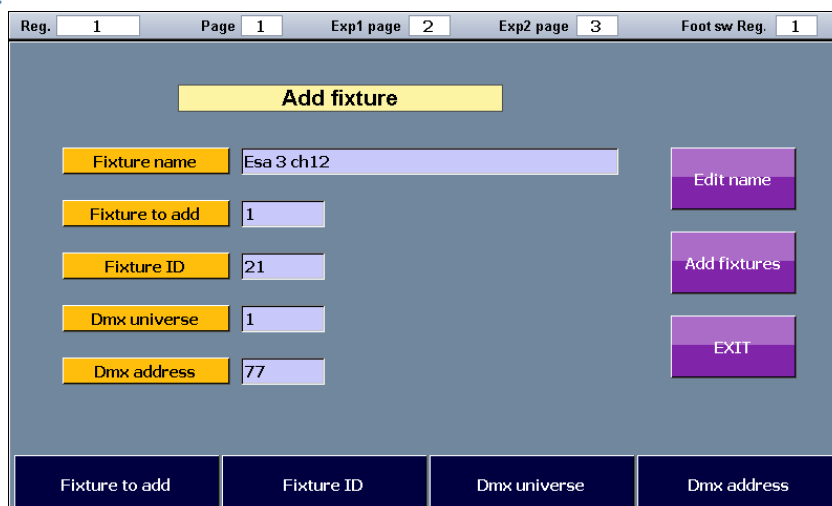 Reg. 1 Page 1 Exp1 page 2 Exp2 page 3 Foot sw Reg. 1
Add fixture
Fixture name Esa 3 ch12
Edit name
Fixture to add 1
Fixture ID 21
Add fixtures
Dmx universe 1
EXIT
Dmx address 77
Fixture to add Fixture ID Dmx universe Dmx address